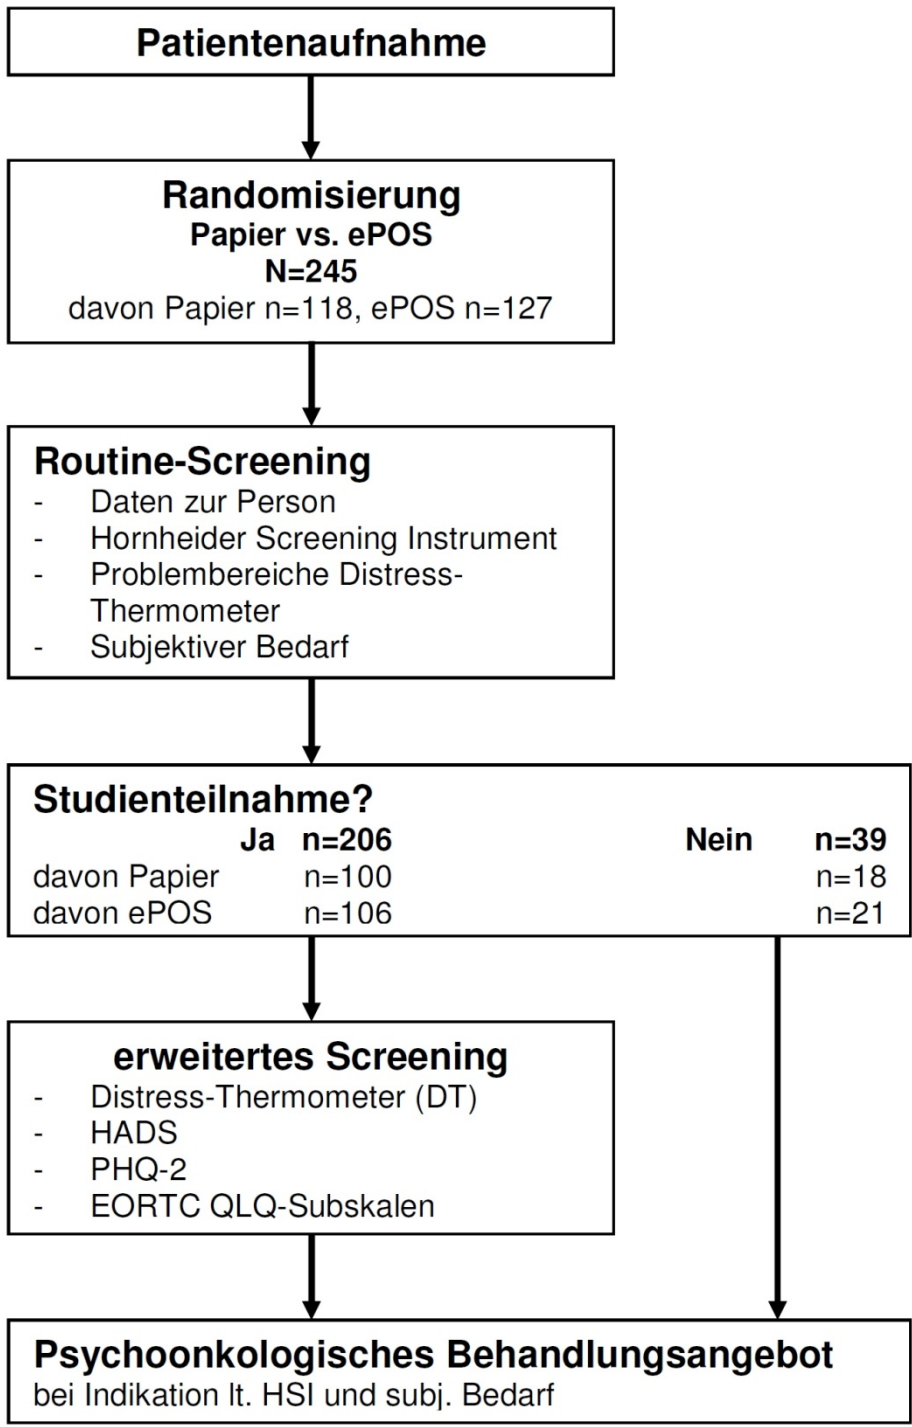 Patientenaufnahme
Randomisierung
Papier vs. ePOS
N=245
davon Papier n=118, ePOS n=127
Routine-Screening
- Daten zur Person
- Hornheider Screening Instrument
- Problembereiche Distress-
Thermometer
- Subjektiver Bedarf
Studienteilnahme?
Ja n=206 Nein n=39
davon Papier n=100 n=18
davon ePOS n=106 n=21
erweitertes Screening
- Distress-Thermometer (DT)
- HADS
- PHQ-2
- EORTC QLQ-Subskalen
Psychoonkologisches Behandlungsangebot
bei Indikation lt. HSI und subj. Bedarf